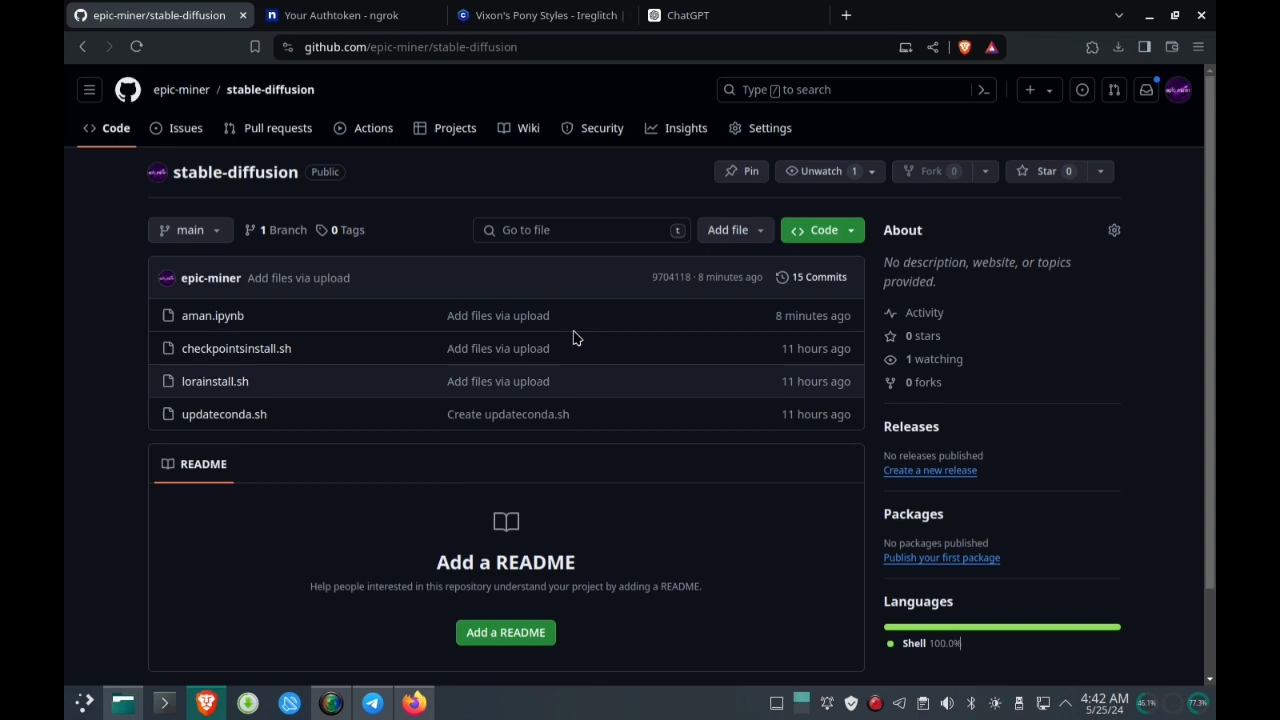 epic-miner/stable-diffusion
Your Authtoken - ngrok
Vixon's Pony Styles - Ireglitch
ChatGPT
github.com/epic-miner/stable-diffusion
epic-miner / stable-diffusion
Type / to search
Code
Issues
Pull requests
Actions
Projects
Wiki
Security
Insights
Settings
stable-diffusion Public
Pin
Unwatch 1
Fork 0
Star 0
main
1 Branch
0 Tags
Go to file t
Add file
Code
About
No description, website, or topics
provided.
epic-miner Add files via upload
9704118 · 8 minutes ago
15 Commits
aman.ipynb Add files via upload 8 minutes ago
checkpointsinstall.sh Add files via upload 11 hours ago
lorainstall.sh Add files via upload 11 hours ago
updateconda.sh Create updateconda.sh 11 hours ago
Activity
0 stars
1 watching
0 forks
Releases
No releases published
Create a new release
README
Add a README
Help people interested in this repository understand your project by adding a README.
Add a README
Packages
No packages published
Publish your first package
Languages
Shell 100.0%
4:42 AM
5/25/24
46.1%
77.3%